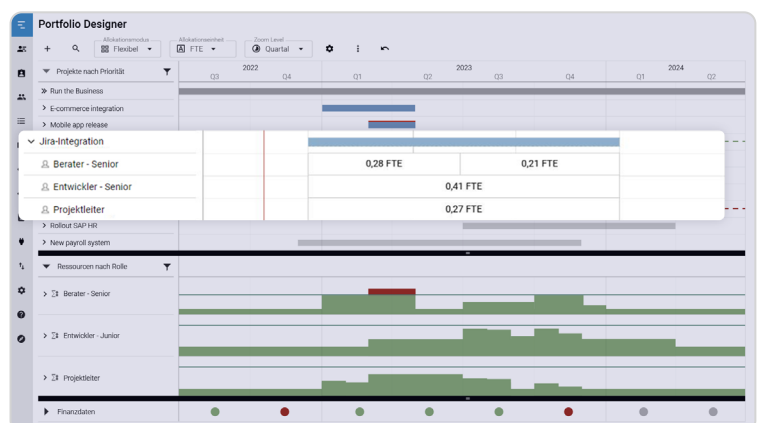 Portfolio Designer
Allokationsmodus
Flexibel
Allokationseinheit
A FTE
Zoom Level
Quartal
Projekte nach Priorität
2022 2023 2024
Q3 Q4 Q1 Q2 Q3 Q4 Q1 Q2
Run the Business
E-commerce integration
Mobile app release
Jira-Integration
Berater - Senior 0,28 FTE 0,21 FTE
Entwickler - Senior 0,41 FTE
Projektleiter 0,27 FTE
Rollout SAP HR
New payroll system
Ressourcen nach Rolle
Berater - Senior
Entwickler - Junior
Projektleiter
Finanzdaten